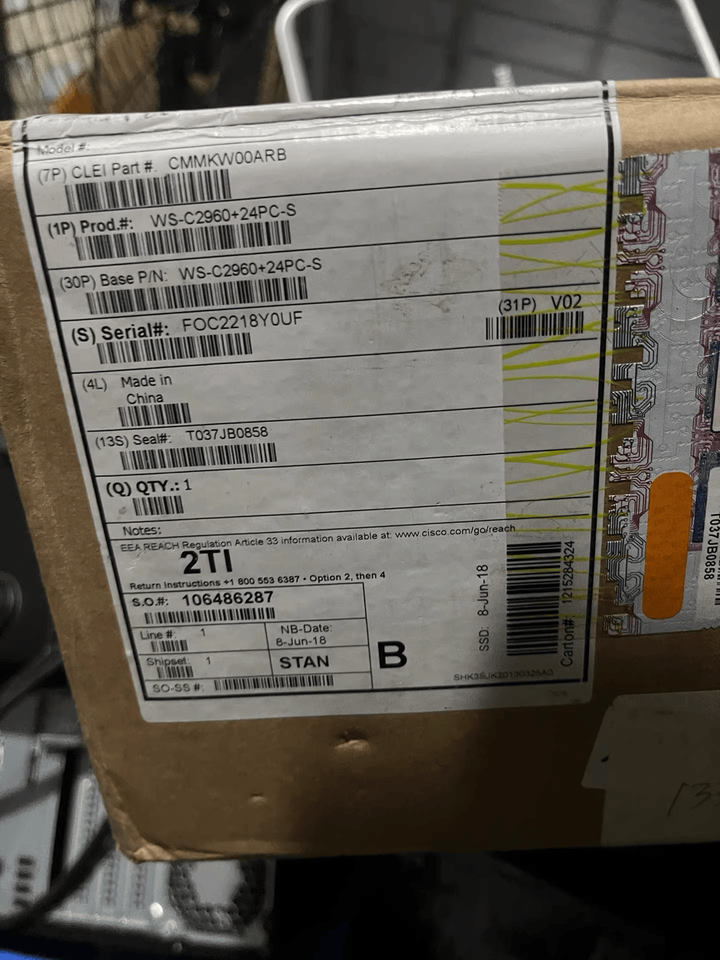 Model #:
(7P) CLEI Part #. CMMKW00ARB
(1P) Prod.#: WS-C2960+24PC-S
(30P) Base P/N: WS-C2960+24PC-S
(S) Serial#: FOC2218Y0UF
(31P) V02
(4L) Made in
China
(13S) Seal#: T037JB0858
(Q) QTY.: 1
Notes:
EEA REACH Regulation Article 33 information available at: www.cisco.com/go/reach
2TI
Return Instructions +1 800 553 6387 • Option 2, then 4
S.O.#: 106486287
Line #: 1
NB-Date:
8-Jun-18
Shipset: 1
STAN
SO-SS #:
B
SSD: 8-Jun-18
Carton# 1215284324
T037JB0858